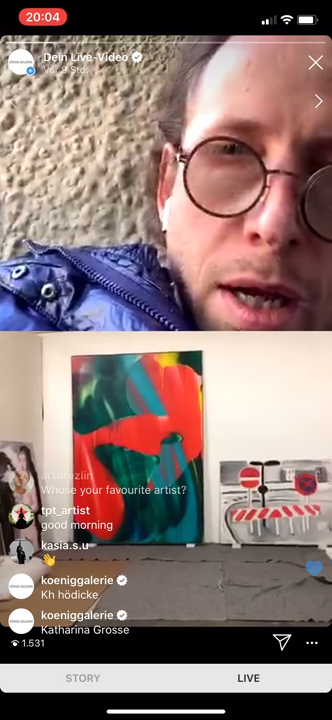 20:04
Dein Live-Video
Vor 9 Std.
artberlin
Whose your favourite artist?
tpt_artist
good morning
kasia.s.u
👋
koeniggalerie
Kh hödicke
koeniggalerie
Katharina Grosse
1.531
STORY LIVE